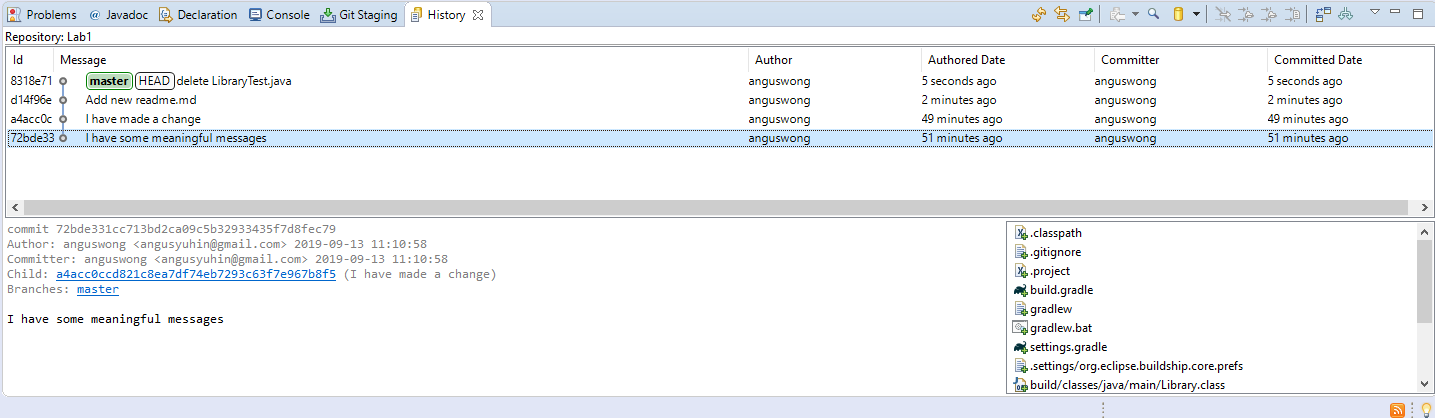 Problems @ Javadoc Declaration Console Git Staging History
Repository: Lab1
Id Message Author Authored Date Committer Committed Date
8318e71 master HEAD delete LibraryTest.java anguswong 5 seconds ago anguswong 5 seconds ago
d14f96e Add new readme.md anguswong 2 minutes ago anguswong 2 minutes ago
a4acc0c I have made a change anguswong 49 minutes ago anguswong 49 minutes ago
72bde33 I have some meaningful messages anguswong 51 minutes ago anguswong 51 minutes ago
commit 72bde331cc713bd2ca09c5b32933435f7d8fec79
Author: anguswong <angusyuhin@gmail.com> 2019-09-13 11:10:58
Committer: anguswong <angusyuhin@gmail.com> 2019-09-13 11:10:58
Child: a4acc0ccd821c8ea7df74eb7293c63f7e967b8f5 (I have made a change)
Branches: master
I have some meaningful messages
.classpath
.gitignore
.project
build.gradle
gradlew
gradlew.bat
settings.gradle
.settings/org.eclipse.buildship.core.prefs
build/classes/java/main/Library.class